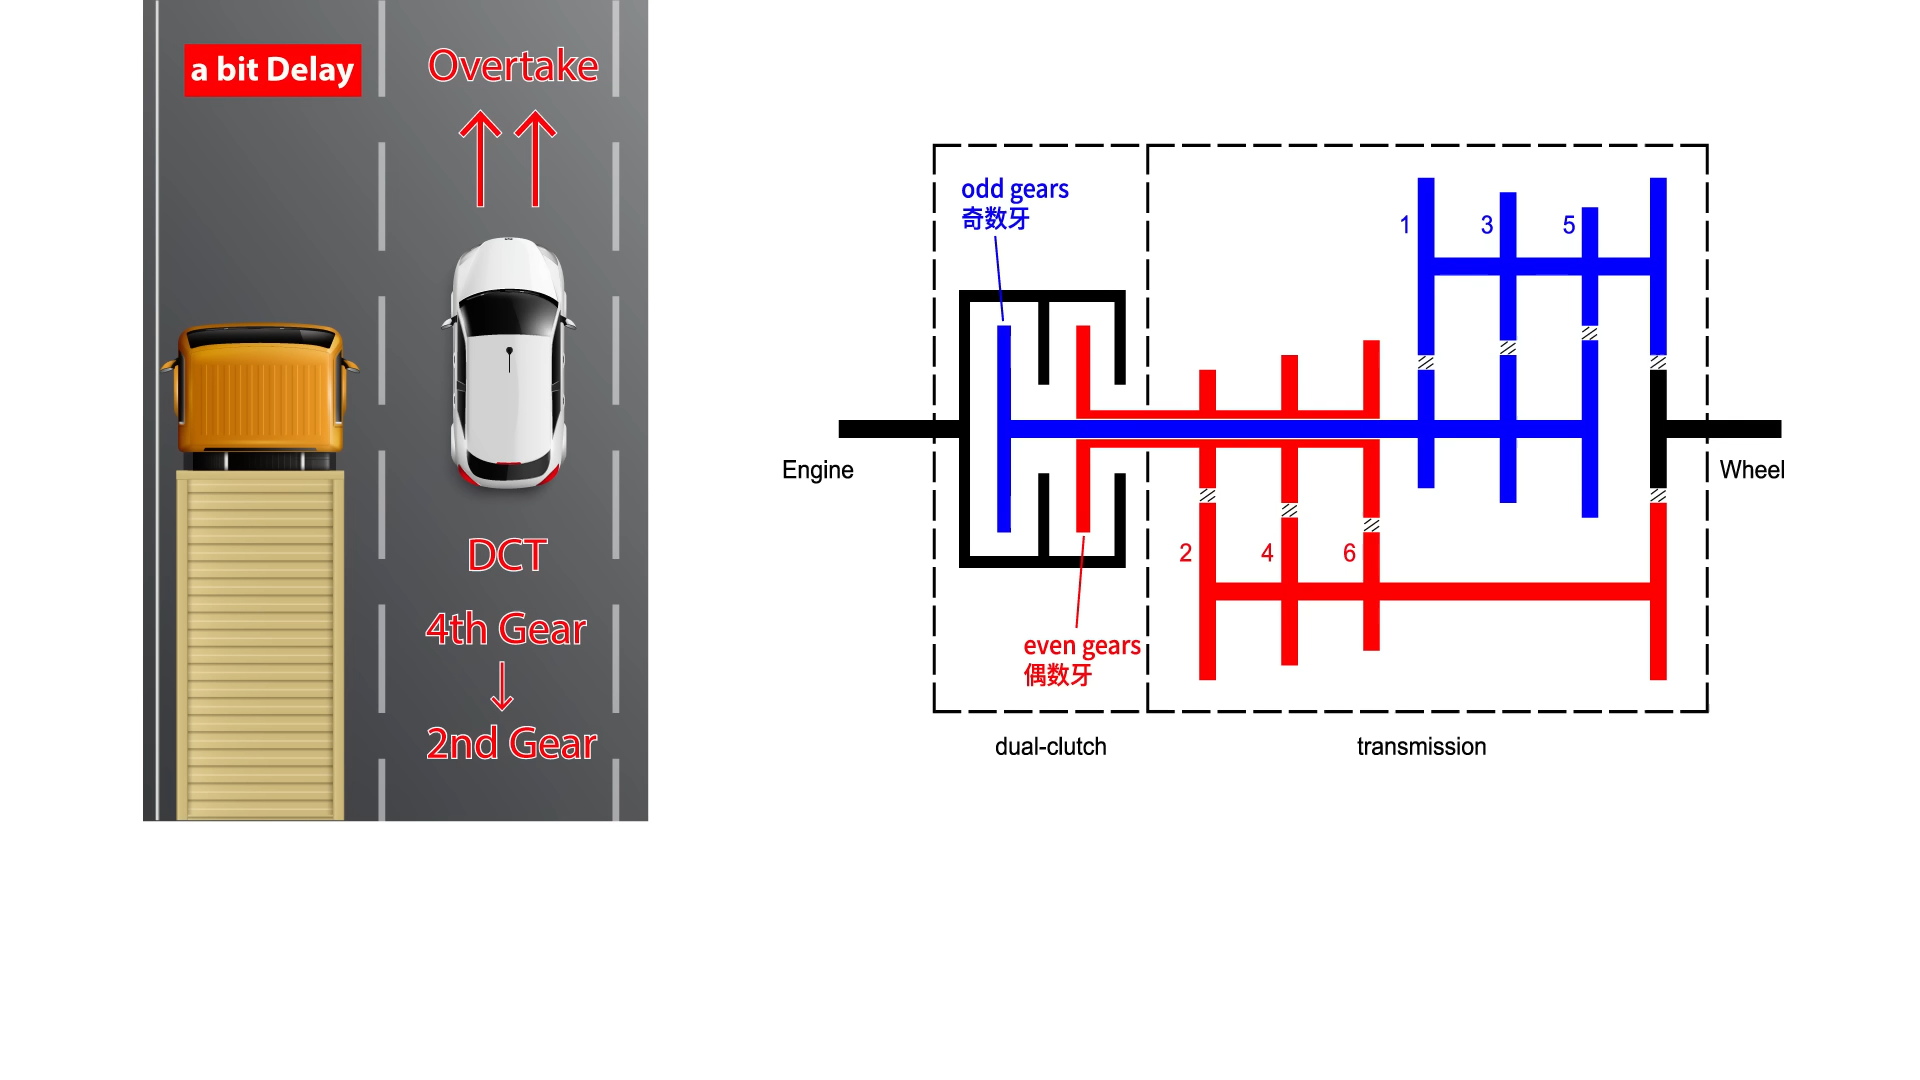 a bit Delay
Overtake
DCT
4th Gear
2nd Gear
odd gears
奇数牙
1
3
5
Engine
Wheel
2
4
6
even gears
偶数牙
dual-clutch
transmission